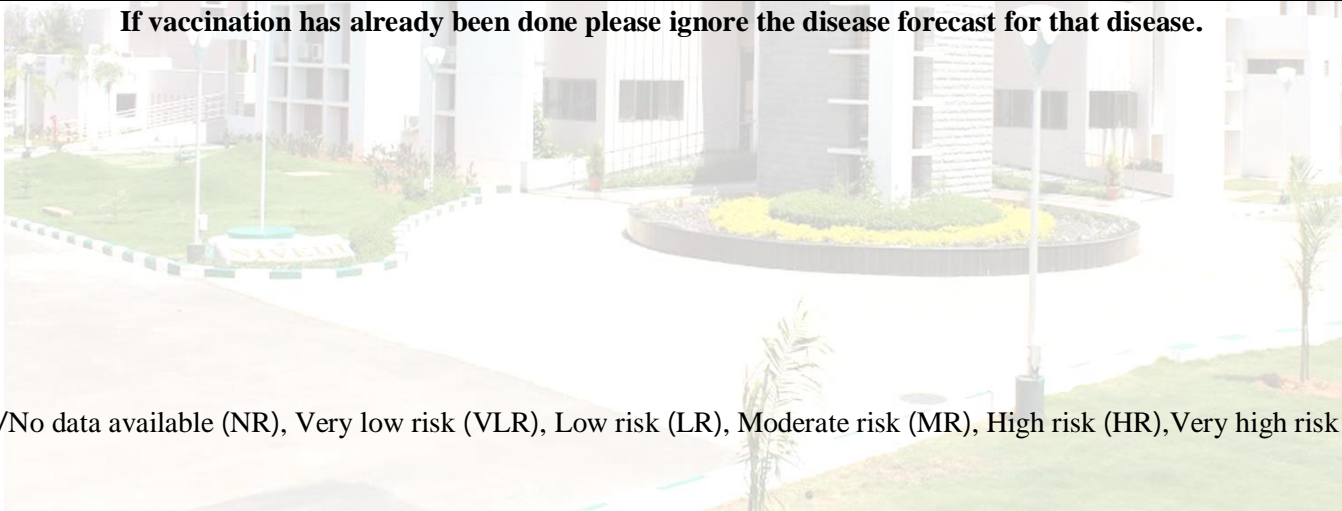 If vaccination has already been done please ignore the disease forecast for that disease.
NIVEDI
/No data available (NR), Very low risk (VLR), Low risk (LR), Moderate risk (MR), High risk (HR),Very high risk